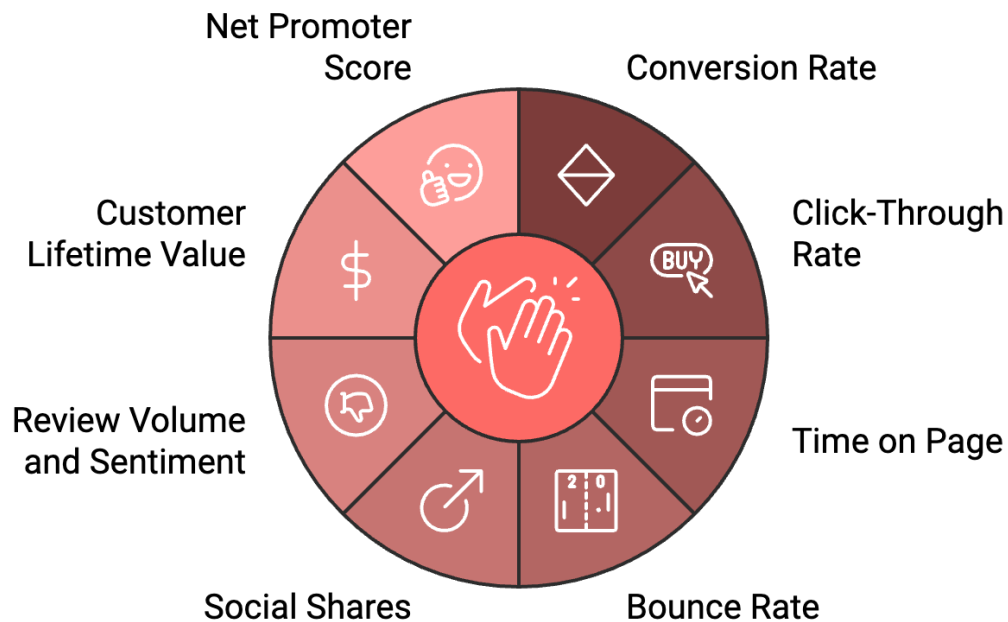 Net Promoter
Score
Conversion Rate
Customer
Lifetime Value
Click-Through
Rate
BUY
Review Volume
and Sentiment
Time on Page
2 0
Social Shares
Bounce Rate